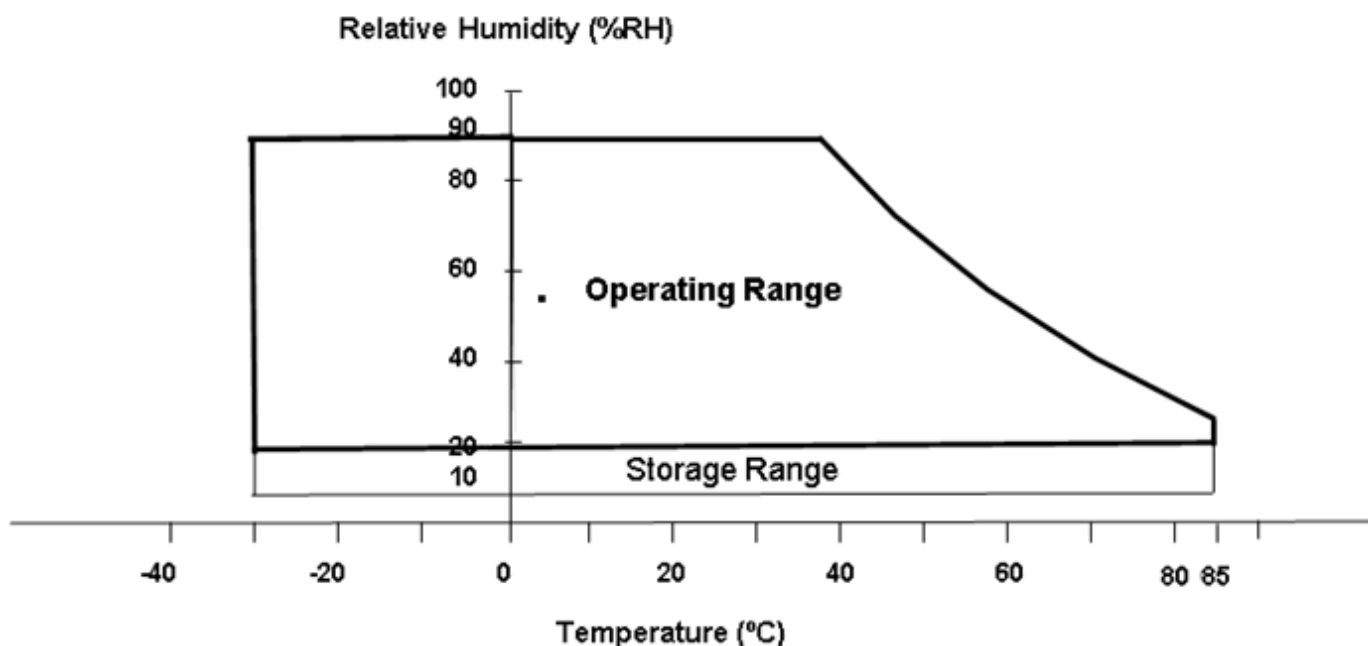 Relative Humidity (%RH)
100
90
80
60
Operating Range
40
20
10
Storage Range
-40 -20 0 20 40 60 80 85
Temperature (ºC)